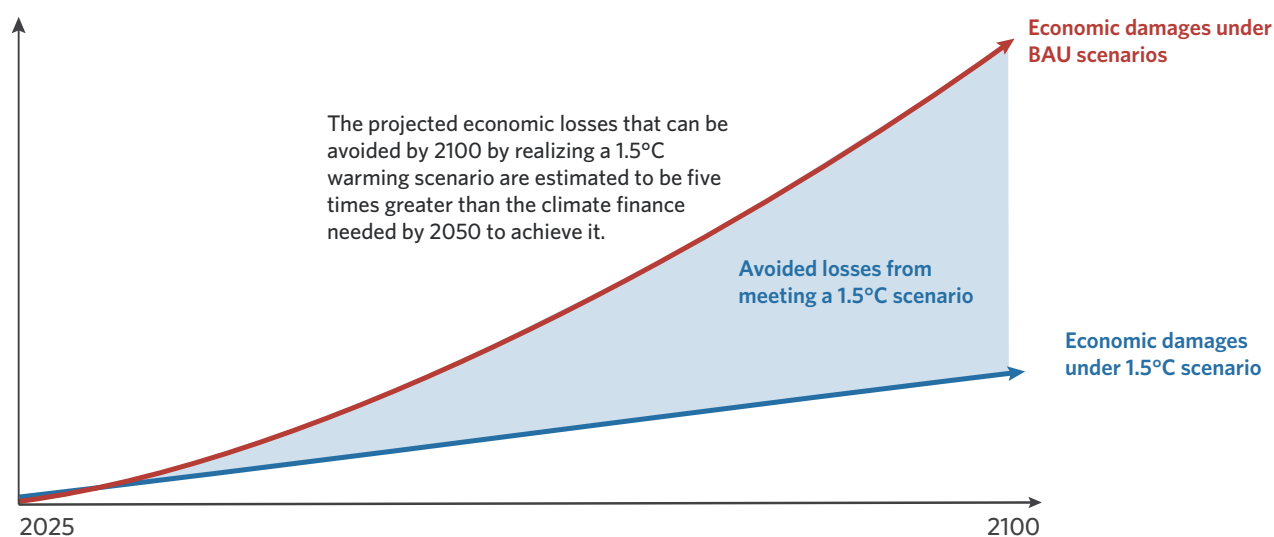 Economic damages under
BAU scenarios
The projected economic losses that can be
avoided by 2100 by realizing a 1.5°C
warming scenario are estimated to be five
times greater than the climate finance
needed by 2050 to achieve it.
Avoided losses from
meeting a 1.5°C scenario
Economic damages
under 1.5°C scenario
2025
2100